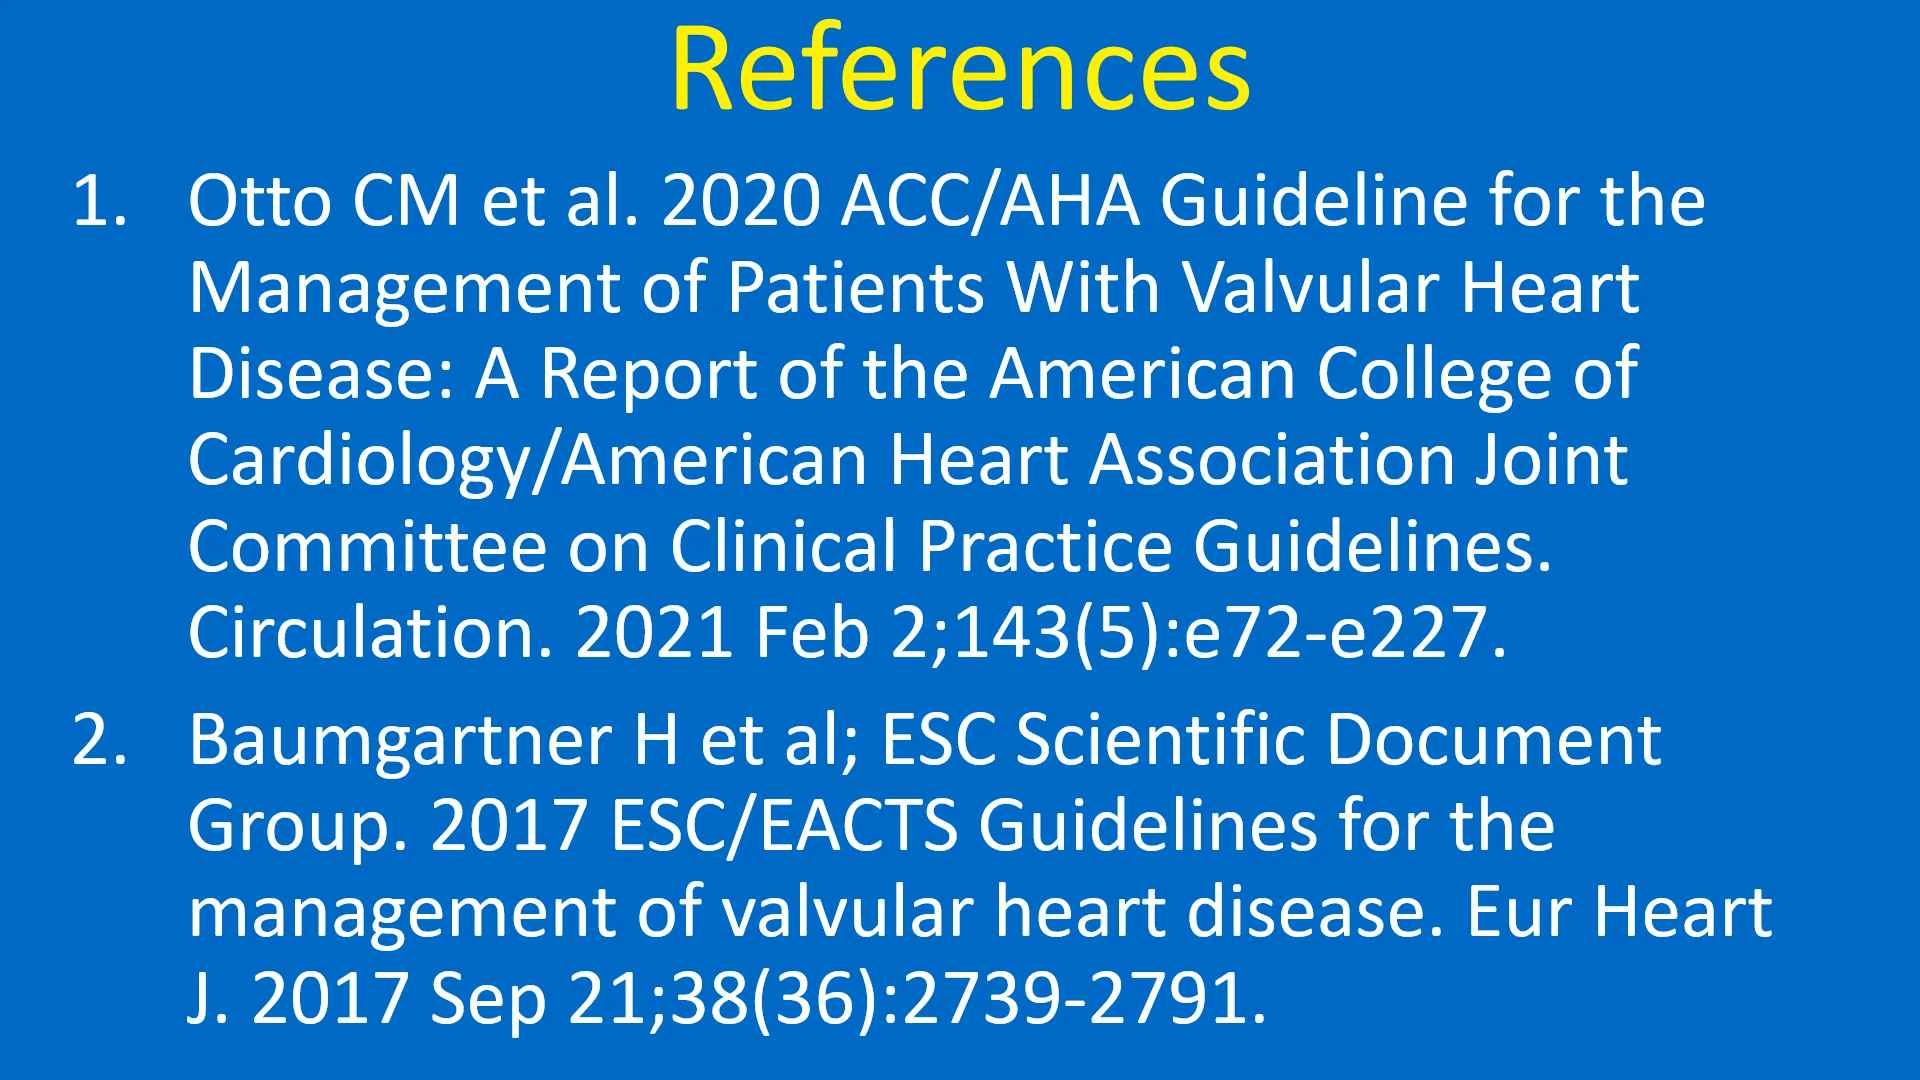 References
1. Otto CM et al. 2020 ACC/AHA Guideline for the
Management of Patients With Valvular Heart
Disease: A Report of the American College of
Cardiology/American Heart Association Joint
Committee on Clinical Practice Guidelines.
Circulation. 2021 Feb 2;143(5):e72-e227.
2. Baumgartner H et al; ESC Scientific Document
Group. 2017 ESC/EACTS Guidelines for the
management of valvular heart disease. Eur Heart
J. 2017 Sep 21;38(36):2739-2791.